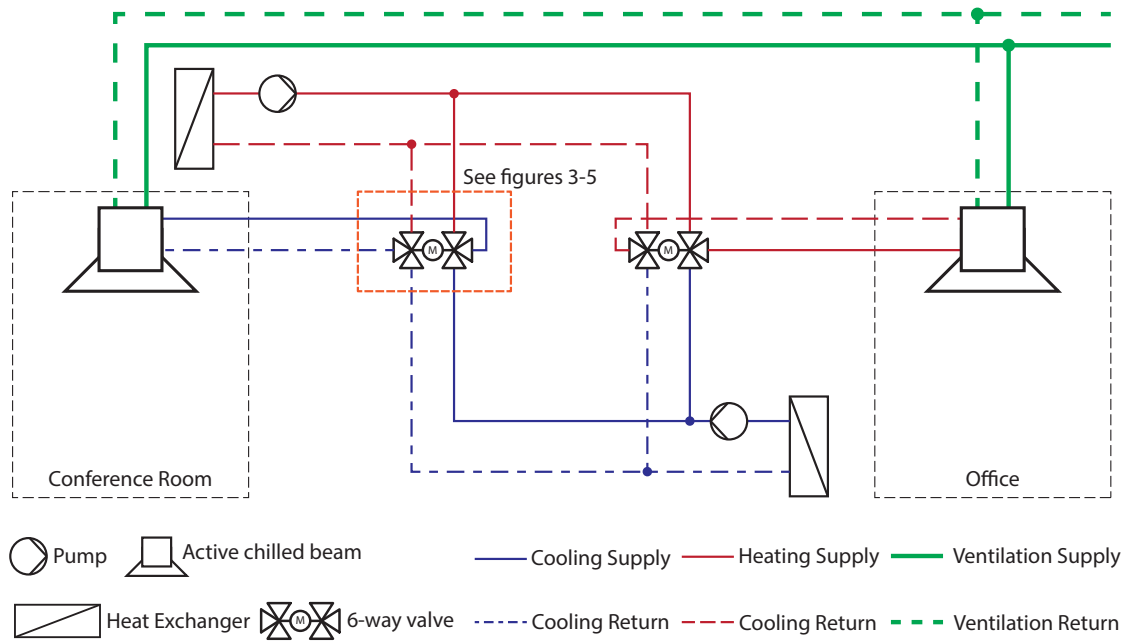 See figures 3-5
M
M
Conference Room
Office
Pump
Active chilled beam
Cooling Supply
Heating Supply
Ventilation Supply
Heat Exchanger
M
6-way valve
Cooling Return
Cooling Return
Ventilation Return